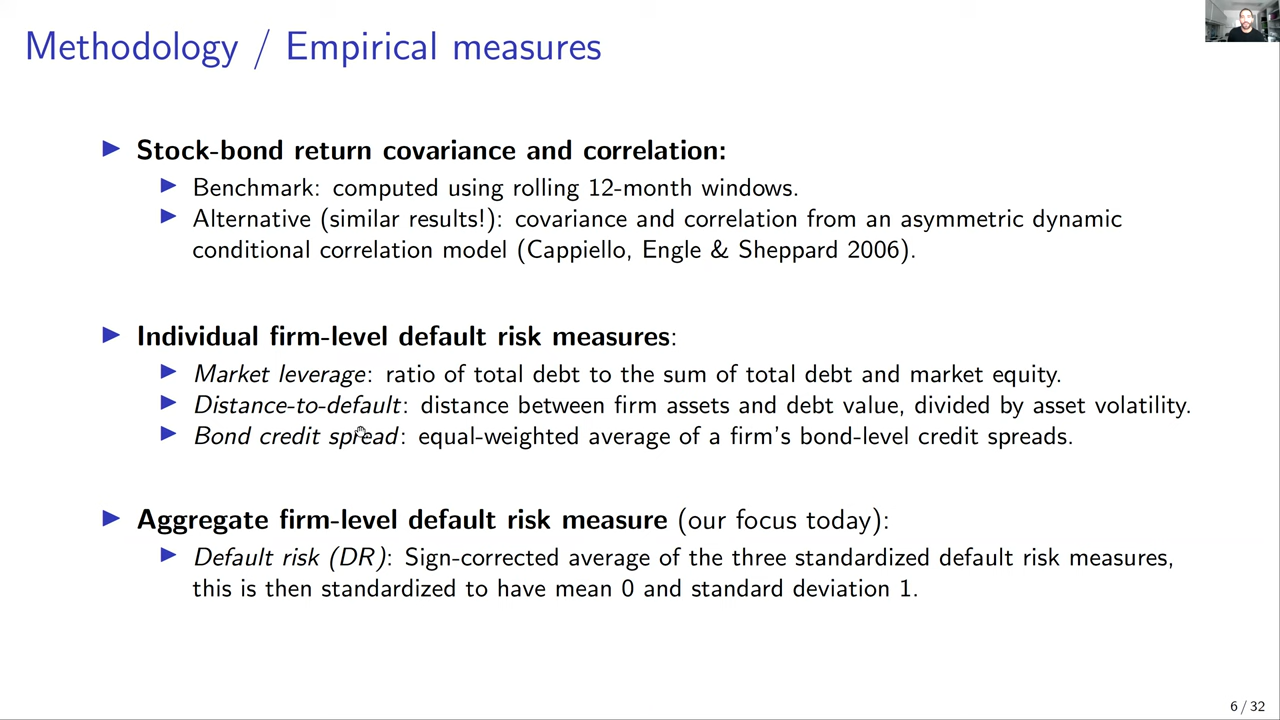 Methodology / Empirical measures
Stock-bond return covariance and correlation:
Benchmark: computed using rolling 12-month windows.
Alternative (similar results!): covariance and correlation from an asymmetric dynamic
conditional correlation model (Cappiello, Engle & Sheppard 2006).
Individual firm-level default risk measures:
Market leverage: ratio of total debt to the sum of total debt and market equity.
Distance-to-default: distance between firm assets and debt value, divided by asset volatility.
Bond credit spread: equal-weighted average of a firm's bond-level credit spreads.
Aggregate firm-level default risk measure (our focus today):
Default risk (DR): Sign-corrected average of the three standardized default risk measures,
this is then standardized to have mean 0 and standard deviation 1.
6 / 32